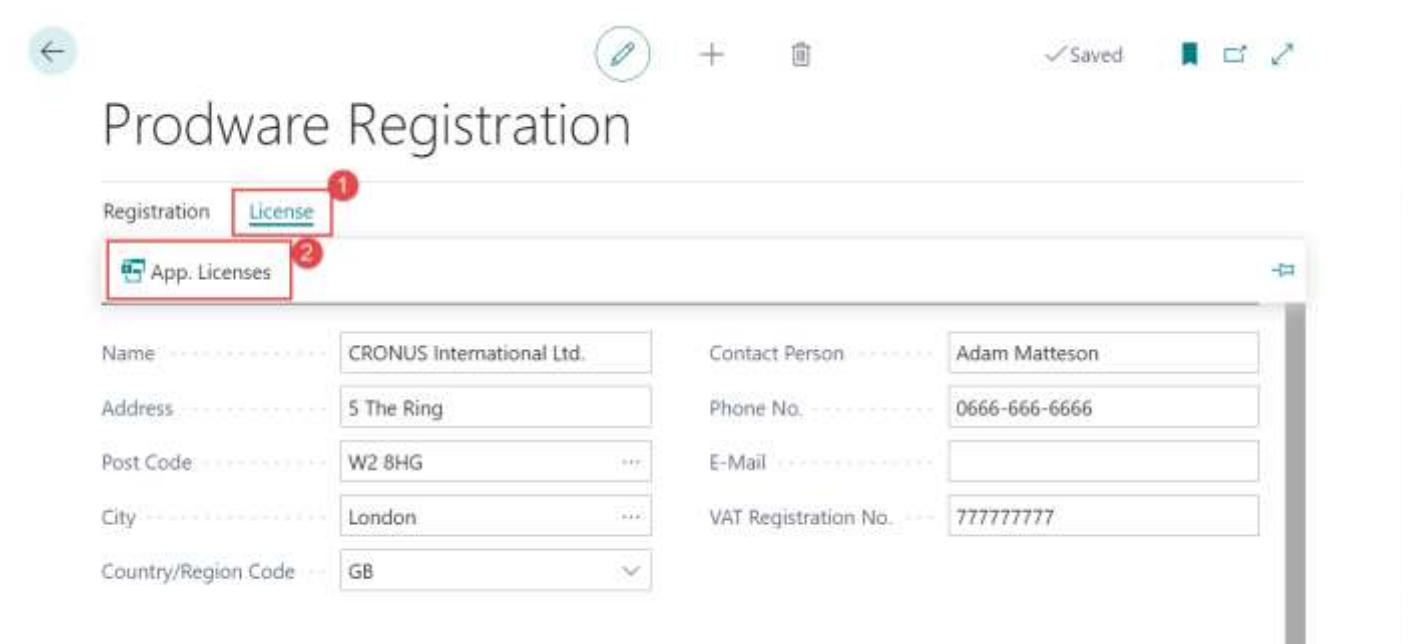 Saved
Prodware Registration
1
Registration License
2
App. Licenses
Name CRONUS International Ltd. Contact Person Adam Matteson
Address 5 The Ring Phone No. 0666-666-6666
Post Code W2 8HG ... E-Mail
City London ... VAT Registration No. 777777777
Country/Region Code GB